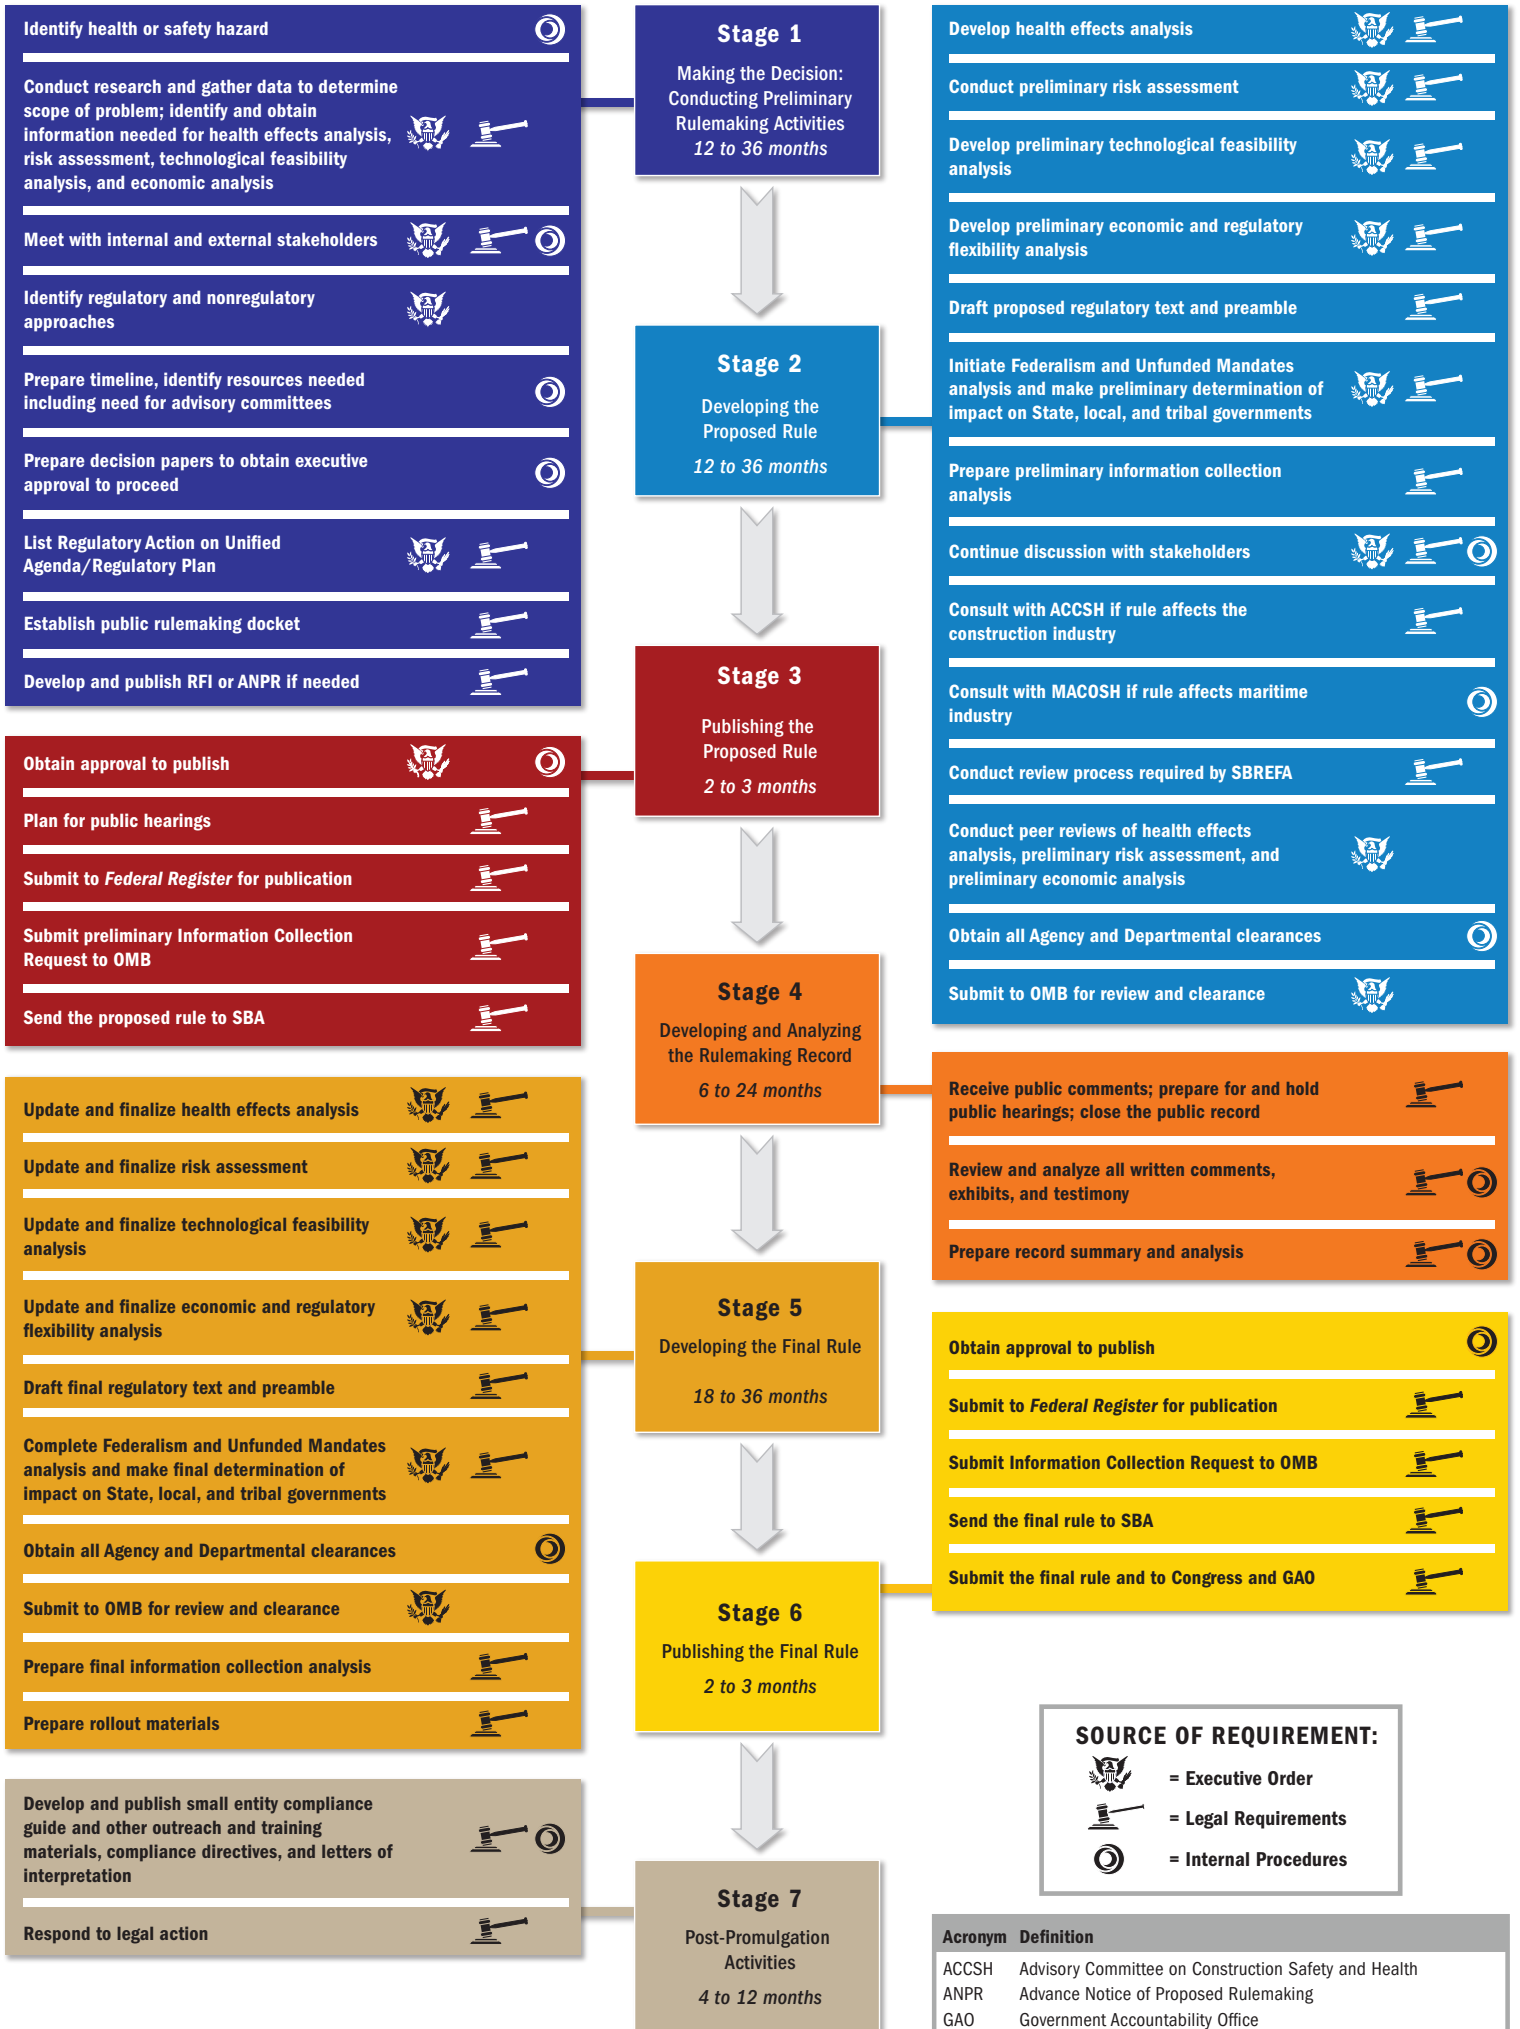 Identify health or safety hazard
Conduct research and gather data to determine
scope of problem; identify and obtain
information needed for health effects analysis,
risk assessment, technological feasibility
analysis, and economic analysis
Meet with internal and external stakeholders
Identify regulatory and nonregulatory
approaches
Prepare timeline, identify resources needed
including need for advisory committees
Prepare decision papers to obtain executive
approval to proceed
List Regulatory Action on Unified
Agenda/Regulatory Plan
Establish public rulemaking docket
Develop and publish RFI or ANPR if needed
Stage 1
Making the Decision:
Conducting Preliminary
Rulemaking Activities
12 to 36 months
Stage 2
Developing the
Proposed Rule
12 to 36 months
Develop health effects analysis
Conduct preliminary risk assessment
Develop preliminary technological feasibility
analysis
Develop preliminary economic and regulatory
flexibility analysis
Draft proposed regulatory text and preamble
Initiate Federalism and Unfunded Mandates
analysis and make preliminary determination of
impact on State, local, and tribal governments
Prepare preliminary information collection
analysis
Continue discussion with stakeholders
Consult with ACCSH if rule affects the
construction industry
Consult with MACOSH if rule affects maritime
industry
Conduct review process required by SBREFA
Conduct peer reviews of health effects
analysis, preliminary risk assessment, and
preliminary economic analysis
Obtain all Agency and Departmental clearances
Submit to OMB for review and clearance
Stage 3
Publishing the
Proposed Rule
2 to 3 months
Obtain approval to publish
Plan for public hearings
Submit to Federal Register for publication
Submit preliminary Information Collection
Request to OMB
Send the proposed rule to SBA
Stage 4
Developing and Analyzing
the Rulemaking Record
6 to 24 months
Receive public comments; prepare for and hold
public hearings; close the public record
Review and analyze all written comments,
exhibits, and testimony
Prepare record summary and analysis
Stage 5
Developing the Final Rule
18 to 36 months
Update and finalize health effects analysis
Update and finalize risk assessment
Update and finalize technological feasibility
analysis
Update and finalize economic and regulatory
flexibility analysis
Draft final regulatory text and preamble
Complete Federalism and Unfunded Mandates
analysis and make final determination of
impact on State, local, and tribal governments
Obtain all Agency and Departmental clearances
Submit to OMB for review and clearance
Prepare final information collection analysis
Prepare rollout materials
Stage 6
Publishing the Final Rule
2 to 3 months
Obtain approval to publish
Submit to Federal Register for publication
Submit Information Collection Request to OMB
Send the final rule to SBA
Submit the final rule and to Congress and GAO
Stage 7
Post-Promulgation
Activities
4 to 12 months
Develop and publish small entity compliance
guide and other outreach and training
materials, compliance directives, and letters of
interpretation
Respond to legal action
SOURCE OF REQUIREMENT:
= Executive Order
= Legal Requirements
= Internal Procedures
Acronym Definition
ACCSH Advisory Committee on Construction Safety and Health
ANPR Advance Notice of Proposed Rulemaking
GAO Government Accountability Office